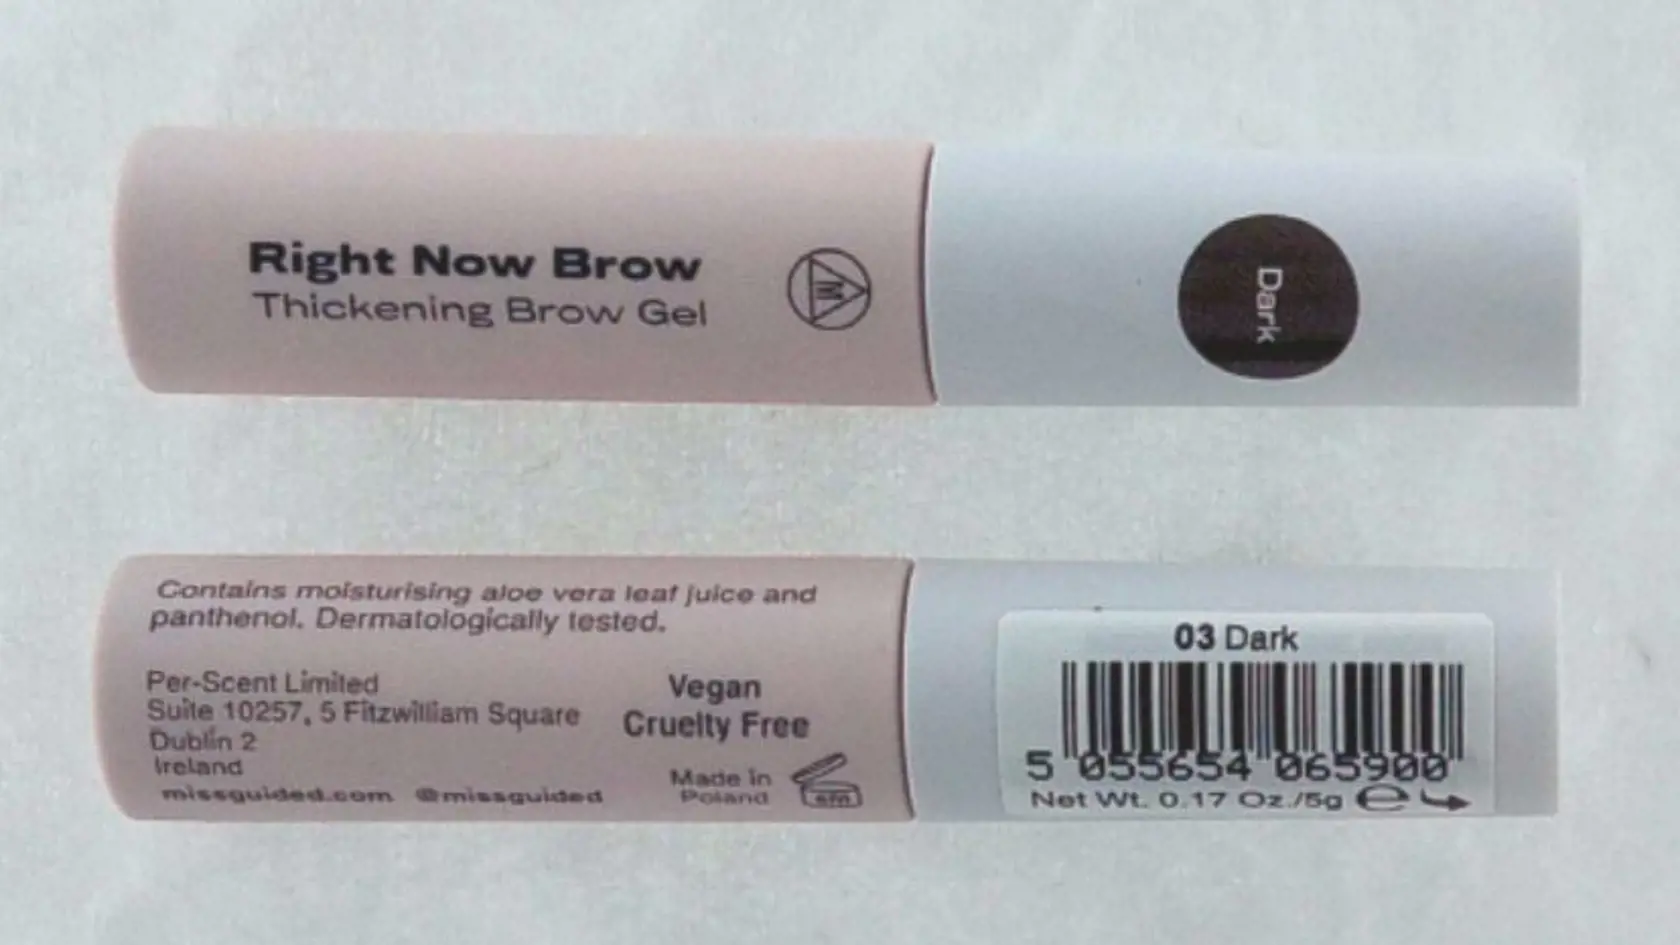 Right Now Brow
Thickening Brow Gel
M
Dark
Contains moisturising aloe vera leaf juice and
panthenol. Dermatologically tested.
Per-Scent Limited
Suite 10257, 5 Fitzwilliam Square
Dublin 2
Ireland
missguided.com @missguided
Vegan
Cruelty Free
Made in
Poland
6M
03 Dark
5 055654 065900
Net Wt. 0.17 Oz./5g ℮